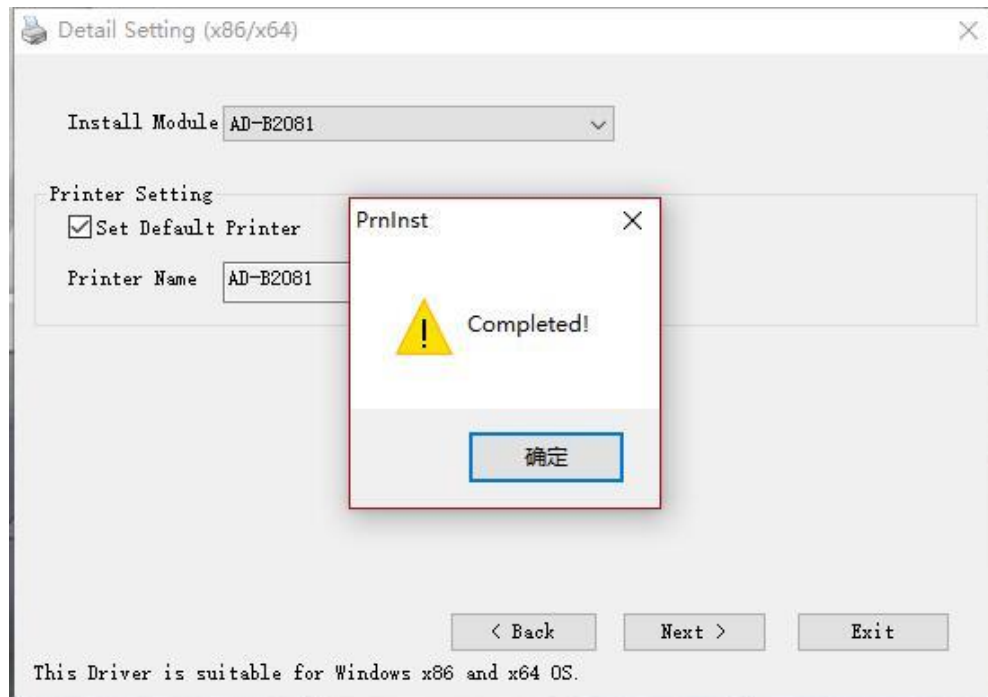 Detail Setting (x86/x64)
Install Module AD-B2081
Printer Setting
Set Default Printer
Printer Name AD-B2081
PrnInst
Completed!
确定
< Back Next > Exit
This Driver is suitable for Windows x86 and x64 OS.